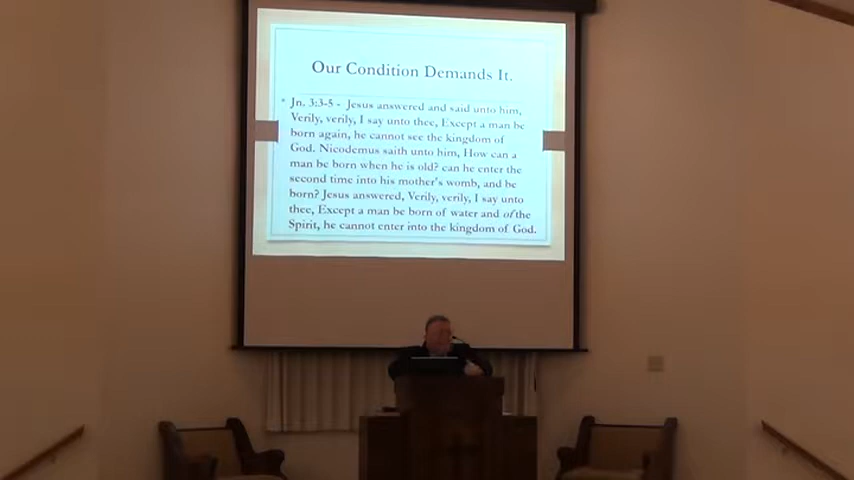 Our Condition Demands It.
* Jn. 3:3-5 - Jesus answered and said unto him,
Verily, verily, I say unto thee, Except a man be
born again, he cannot see the kingdom of
God. Nicodemus saith unto him, How can a
man be born when he is old? can he enter the
second time into his mother's womb, and be
born? Jesus answered, Verily, verily, I say unto
thee, Except a man be born of water and of the
Spirit, he cannot enter into the kingdom of God.